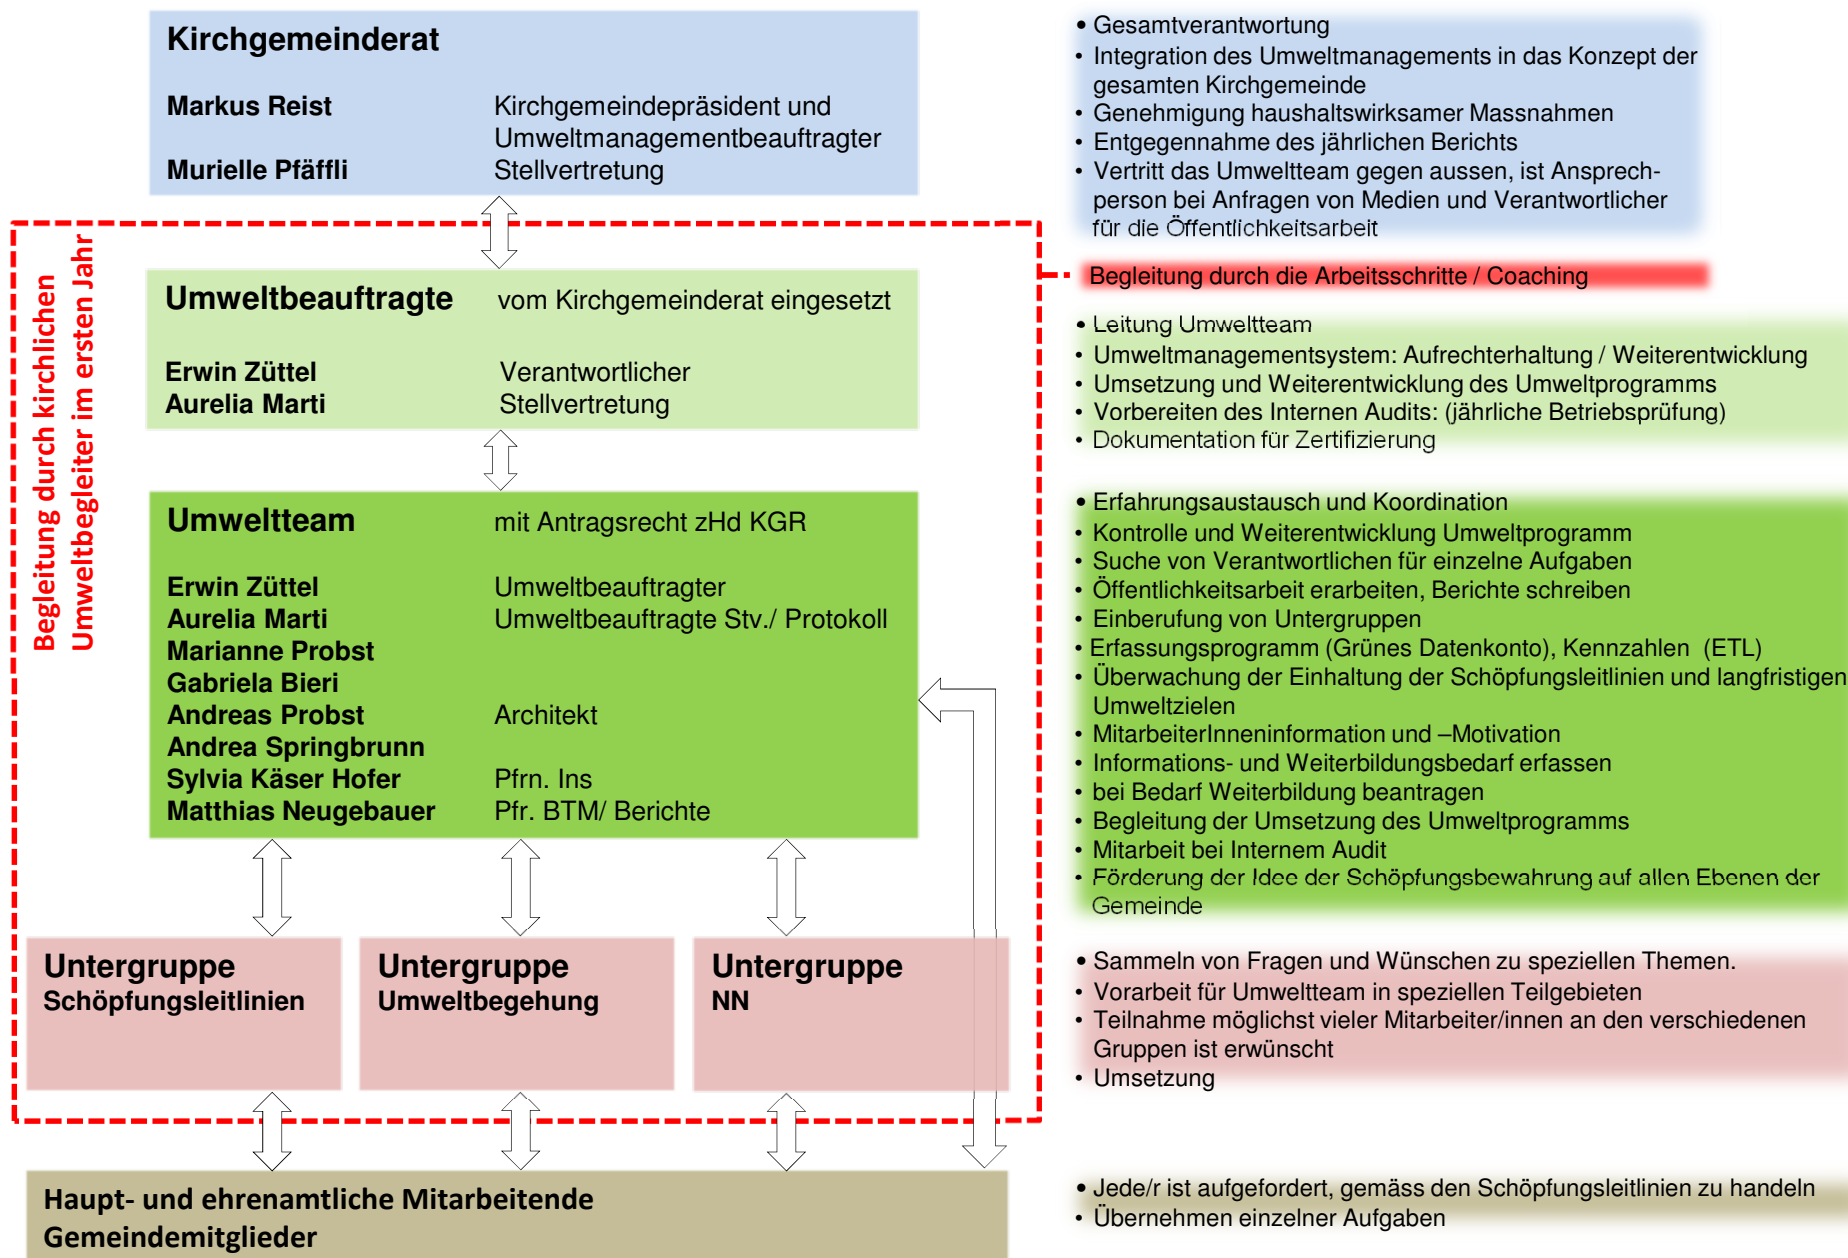 Kirchgemeinderat
Markus Reist Kirchgemeindepräsident und
Umweltmanagementbeauftragter
Murielle Pfäffli Stellvertretung
• Gesamtverantwortung
• Integration des Umweltmanagements in das Konzept der
gesamten Kirchgemeinde
• Genehmigung haushaltswirksamer Massnahmen
• Entgegennahme des jährlichen Berichts
• Vertritt das Umweltteam gegen aussen, ist Ansprech-
person bei Anfragen von Medien und Verantwortlicher
für die Öffentlichkeitsarbeit
Begleitung durch kirchlichen
Umweltbegleiter im ersten Jahr
Begleitung durch die Arbeitsschritte / Coaching
Umweltbeauftragte vom Kirchgemeinderat eingesetzt
Erwin Züttel Verantwortlicher
Aurelia Marti Stellvertretung
• Leitung Umweltteam
• Umweltmanagementsystem: Aufrechterhaltung / Weiterentwicklung
• Umsetzung und Weiterentwicklung des Umweltprogramms
• Vorbereiten des Internen Audits: (jährliche Betriebsprüfung)
• Dokumentation für Zertifizierung
Umweltteam mit Antragsrecht zHd KGR
Erwin Züttel Umweltbeauftragter
Aurelia Marti Umweltbeauftragte Stv./ Protokoll
Marianne Probst
Gabriela Bieri
Andreas Probst Architekt
Andrea Springbrunn
Sylvia Käser Hofer Pfrn. Ins
Matthias Neugebauer Pfr. BTM/ Berichte
• Erfahrungsaustausch und Koordination
• Kontrolle und Weiterentwicklung Umweltprogramm
• Suche von Verantwortlichen für einzelne Aufgaben
• Öffentlichkeitsarbeit erarbeiten, Berichte schreiben
• Einberufung von Untergruppen
• Erfassungsprogramm (Grünes Datenkonto), Kennzahlen (ETL)
• Überwachung der Einhaltung der Schöpfungsleitlinien und langfristigen
Umweltzielen
• MitarbeiterInneninformation und –Motivation
• Informations- und Weiterbildungsbedarf erfassen
• bei Bedarf Weiterbildung beantragen
• Begleitung der Umsetzung des Umweltprogramms
• Mitarbeit bei Internem Audit
• Förderung der Idee der Schöpfungsbewahrung auf allen Ebenen der
Gemeinde
Untergruppe
Schöpfungsleitlinien
Untergruppe
Umweltbegehung
Untergruppe
NN
• Sammeln von Fragen und Wünschen zu speziellen Themen.
• Vorarbeit für Umweltteam in speziellen Teilgebieten
• Teilnahme möglichst vieler Mitarbeiter/innen an den verschiedenen
Gruppen ist erwünscht
• Umsetzung
Haupt- und ehrenamtliche Mitarbeitende
Gemeindemitglieder
• Jede/r ist aufgefordert, gemäss den Schöpfungsleitlinien zu handeln
• Übernehmen einzelner Aufgaben